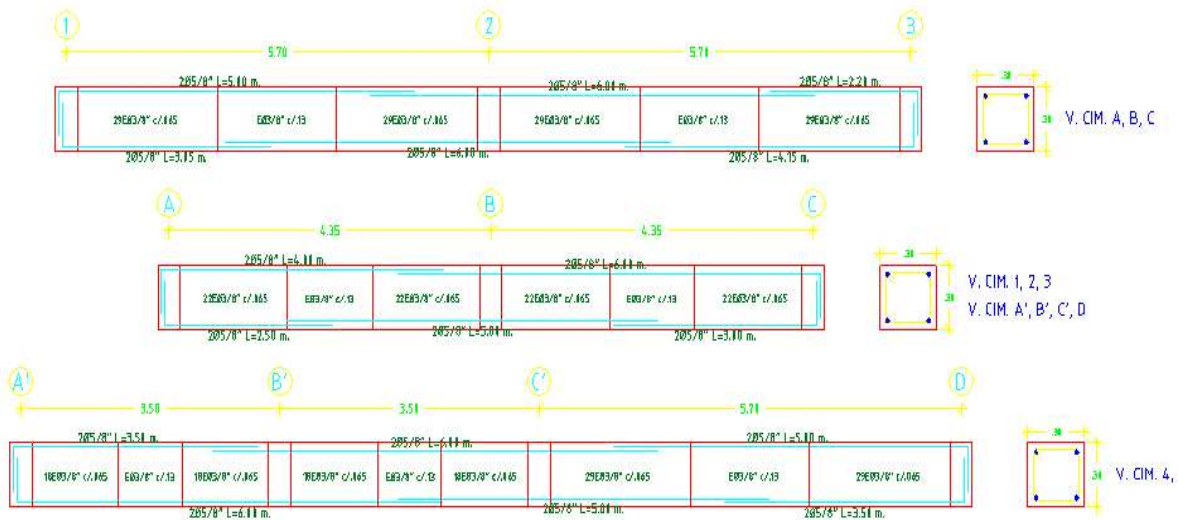 1 2 3
5.70 5.70
2Ø5/8" L=5.00 m. 2Ø5/8" L=6.00 m. 2Ø5/8" L=2.20 m. .30
29EØ3/8" c/.065 EØ3/8" c/.13 29EØ3/8" c/.065 29EØ3/8" c/.065 EØ3/8" c/.13 29EØ3/8" c/.065 .30 V. CIM. A, B, C
2Ø5/8" L=3.05 m. 2Ø5/8" L=6.00 m. 2Ø5/8" L=4.15 m.
A B C
4.35 4.35
2Ø5/8" L=4.00 m. 2Ø5/8" L=6.00 m. .30
22EØ3/8" c/.065 EØ3/8" c/.13 22EØ3/8" c/.065 22EØ3/8" c/.065 EØ3/8" c/.13 22EØ3/8" c/.065 .30 V. CIM. 1, 2, 3
V. CIM. A', B', C', D
2Ø5/8" L=2.50 m. 2Ø5/8" L=5.00 m. 2Ø5/8" L=3.00 m.
A' B' C' D
3.50 3.50 5.70
2Ø5/8" L=3.50 m. 2Ø5/8" L=6.00 m. 2Ø5/8" L=5.00 m. .30
18EØ3/8" c/.065 EØ3/8" c/.13 18EØ3/8" c/.065 18EØ3/8" c/.065 EØ3/8" c/.13 18EØ3/8" c/.065 29EØ3/8" c/.065 EØ3/8" c/.13 29EØ3/8" c/.065 .30 V. CIM. 4,
2Ø5/8" L=6.00 m. 2Ø5/8" L=5.00 m. 2Ø5/8" L=3.50 m.